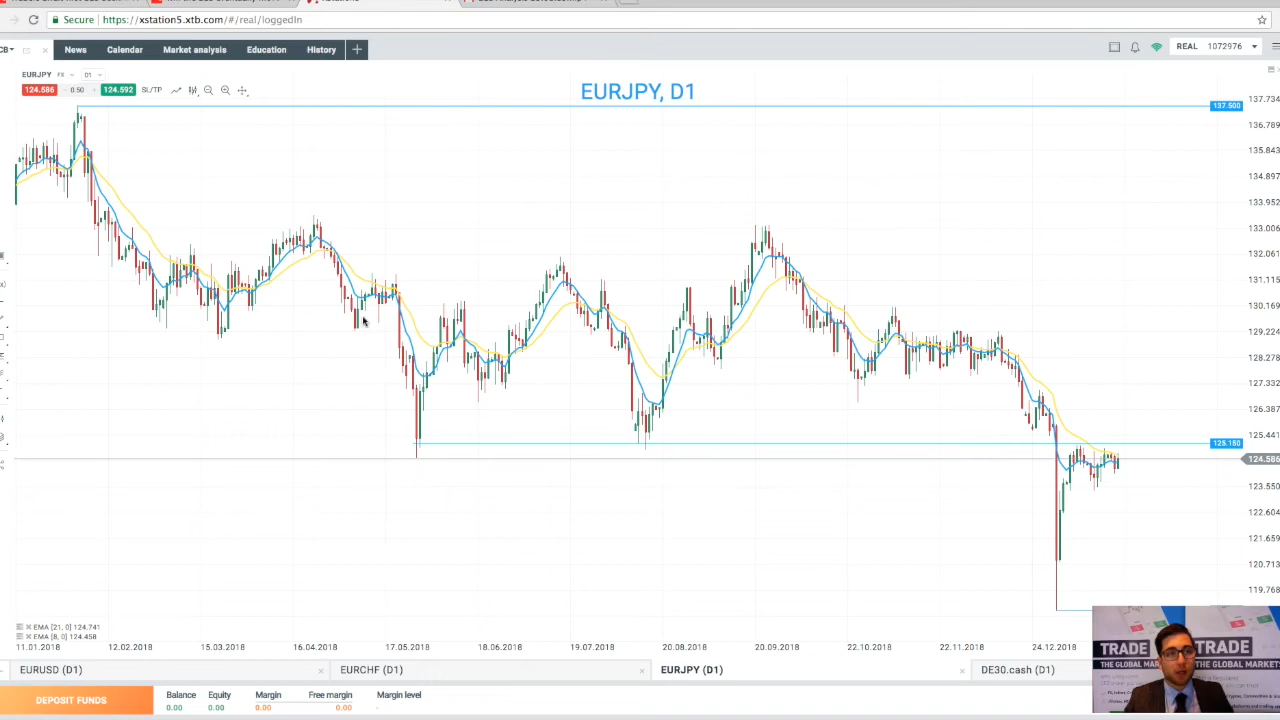 Secure | https://xstation5.xtb.com/#/real/loggedIn
News Calendar Market analysis Education History +
REAL 1072976
EURJPY FX D1
124.586 0.50 124.592 SL/TP
EURJPY, D1
137.500
137.734
136.789
135.843
134.897
133.952
133.006
132.061
131.115
130.169
129.224
128.278
127.332
126.387
125.441
125.150
124.586
123.550
122.604
121.659
120.713
119.768
EMA [21, 0] 124.741
EMA [8, 0] 124.458
11.01.2018 12.02.2018 15.03.2018 16.04.2018 17.05.2018 18.06.2018 19.07.2018 20.08.2018 20.09.2018 22.10.2018 22.11.2018 24.12.2018
TRADE TRADE
THE GLOBAL MARKETS THE GLOBAL MARKETS
EURUSD (D1) EURCHF (D1) EURJPY (D1) DE30.cash (D1)
DEPOSIT FUNDS
Balance Equity Margin Free margin Margin level
0.00 0.00 0.00 0.00 -